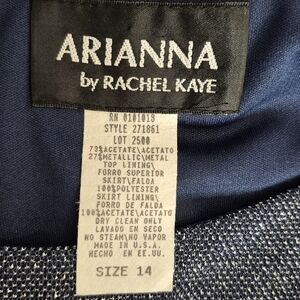 ARIANNA
by RACHEL KAYE
RN 0101018
STYLE 271861
LOT 2500
73%ACETATE\ACETATO
27%METALLIC\METAL
TOP LINING\
FORRO SUPERIOR
SKIRT\FALDA
100%POLYESTER
SKIRT LINING\
FORRO DE FALDA
100%ACETATE\ACETATO
DRY CLEAN ONLY
LAVADO EN SECO
NO STEAM\NO VAPOR
MADE IN U.S.A.
HECHO EN EE.UU.
SIZE 14